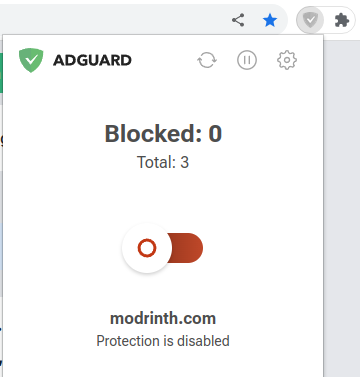 ADGUARD
Blocked: 0
Total: 3
modrinth.com
Protection is disabled